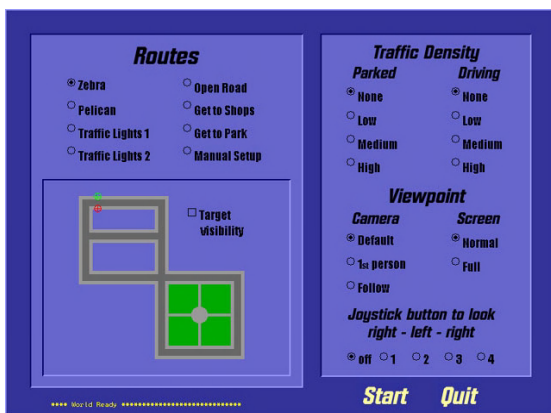 Routes
Zebra
Open Road
Pelican
Get to Shops
Traffic Lights 1
Get to Park
Traffic Lights 2
Manual Setup
Target
visibility
**** World Ready ****************************
Traffic Density
Parked
Driving
None
None
Low
Low
Medium
Medium
High
High
Viewpoint
Camera
Screen
Default
Normal
1st person
Full
Follow
Joystick button to look
right - left - right
off 1 2 3 4
Start Quit